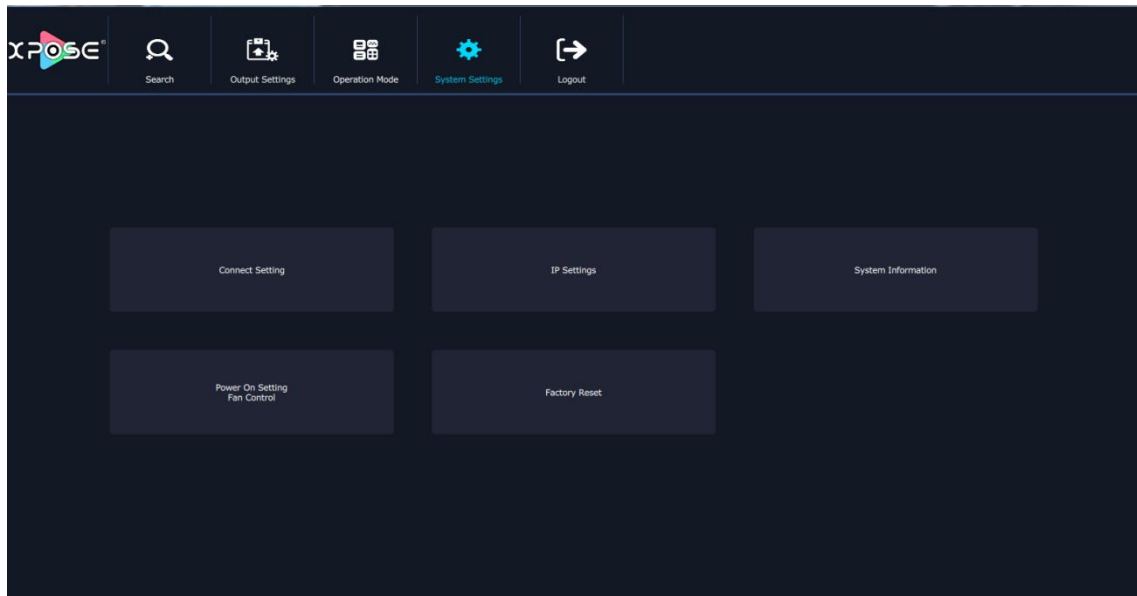 XPOSE®
Search
Output Settings
Operation Mode
System Settings
Logout
Connect Setting
IP Settings
System Information
Power On Setting
Fan Control
Factory Reset